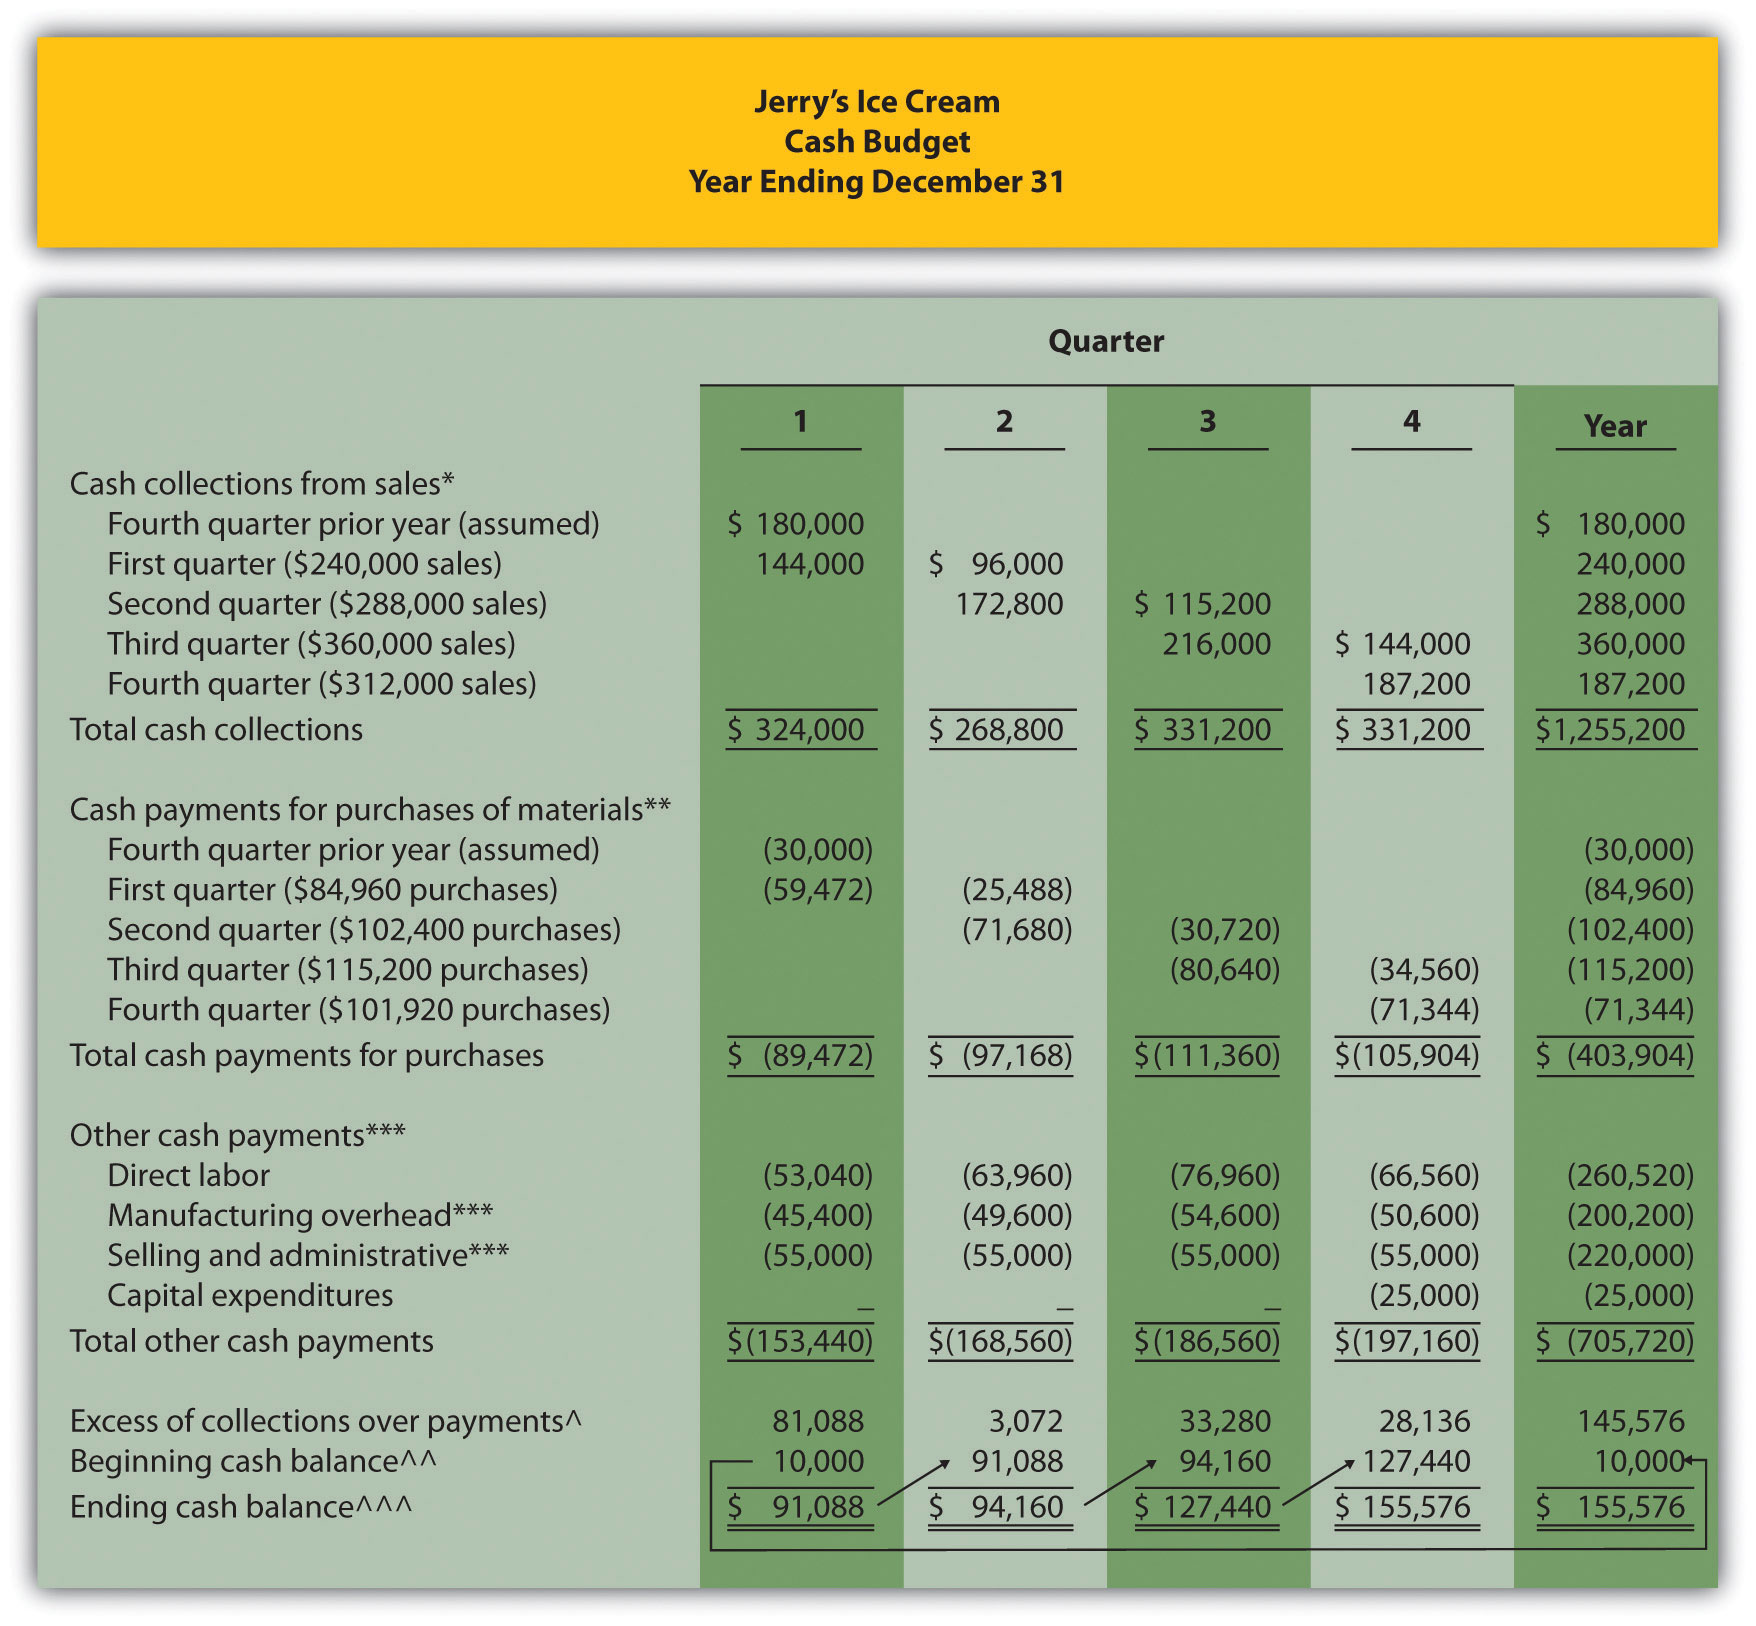 Jerry’s Ice Cream
Cash Budget
Year Ending December 31
Quarter
1 2 3 4 Year
Cash collections from sales*
Fourth quarter prior year (assumed) $ 180,000 $ 180,000
First quarter ($240,000 sales) 144,000 $ 96,000 240,000
Second quarter ($288,000 sales) 172,800 $ 115,200 288,000
Third quarter ($360,000 sales) 216,000 $ 144,000 360,000
Fourth quarter ($312,000 sales) 187,200 187,200
Total cash collections $ 324,000 $ 268,800 $ 331,200 $ 331,200 $1,255,200
Cash payments for purchases of materials**
Fourth quarter prior year (assumed) (30,000) (30,000)
First quarter ($84,960 purchases) (59,472) (25,488) (84,960)
Second quarter ($102,400 purchases) (71,680) (30,720) (102,400)
Third quarter ($115,200 purchases) (80,640) (34,560) (115,200)
Fourth quarter ($101,920 purchases) (71,344) (71,344)
Total cash payments for purchases $ (89,472) $ (97,168) $(111,360) $(105,904) $ (403,904)
Other cash payments***
Direct labor (53,040) (63,960) (76,960) (66,560) (260,520)
Manufacturing overhead*** (45,400) (49,600) (54,600) (50,600) (200,200)
Selling and administrative*** (55,000) (55,000) (55,000) (55,000) (220,000)
Capital expenditures – – – (25,000) (25,000)
Total other cash payments $(153,440) $(168,560) $(186,560) $(197,160) $ (705,720)
Excess of collections over payments^ 81,088 3,072 33,280 28,136 145,576
Beginning cash balance^^ 10,000 91,088 94,160 127,440 10,000
Ending cash balance^^^ $ 91,088 $ 94,160 $ 127,440 $ 155,576 $ 155,576